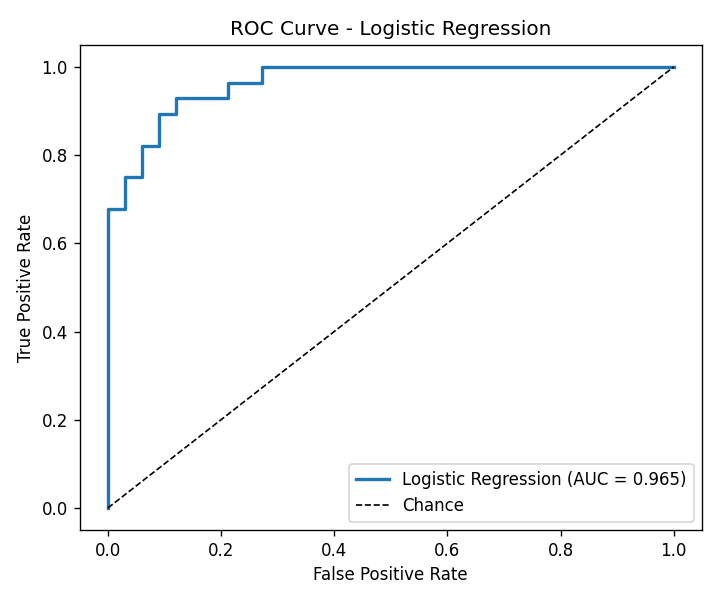 ROC Curve - Logistic Regression
1.0
0.8
0.6
0.4
0.2
0.0
True Positive Rate
Logistic Regression (AUC = 0.965)
Chance
0.0 0.2 0.4 0.6 0.8 1.0
False Positive Rate